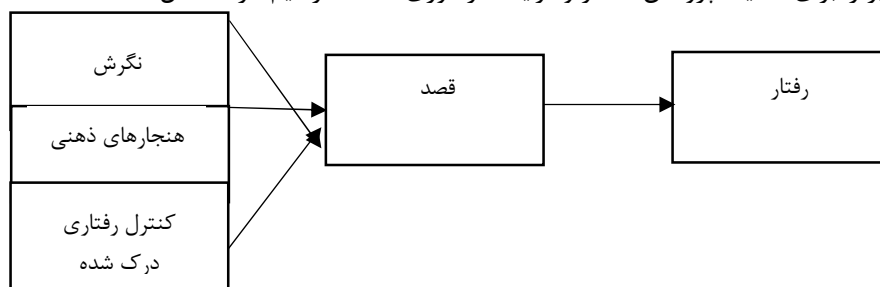 نگرش
هنجارهای ذهنی
کنترل رفتاری
درک شده
قصد
رفتار